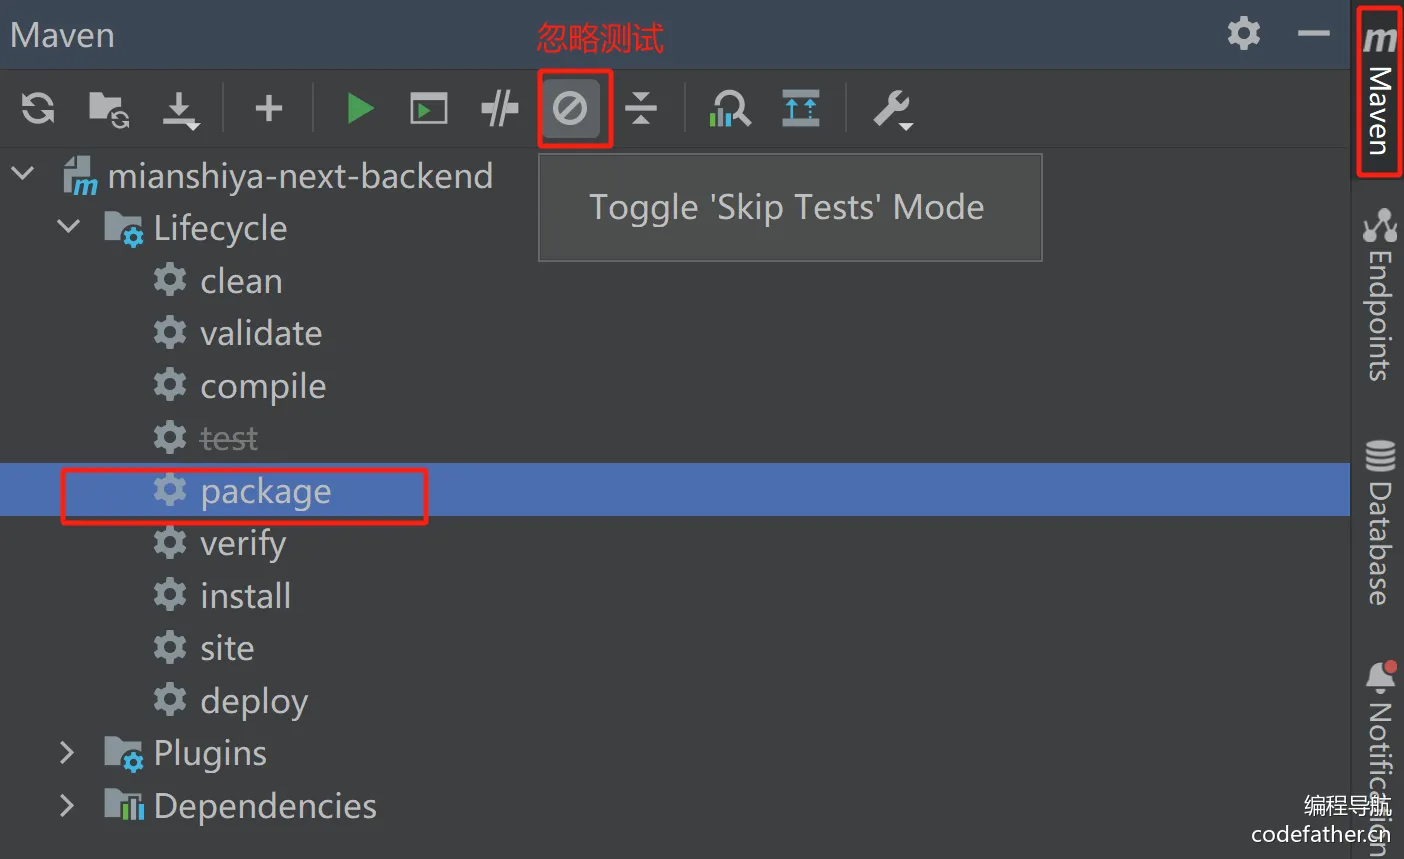 Maven
忽略测试
Toggle 'Skip Tests' Mode
mianshiya-next-backend
Lifecycle
clean
validate
compile
test
package
verify
install
site
deploy
Plugins
Dependencies
Maven
Endpoints
Database
Notification
编程导航
codefather.cn